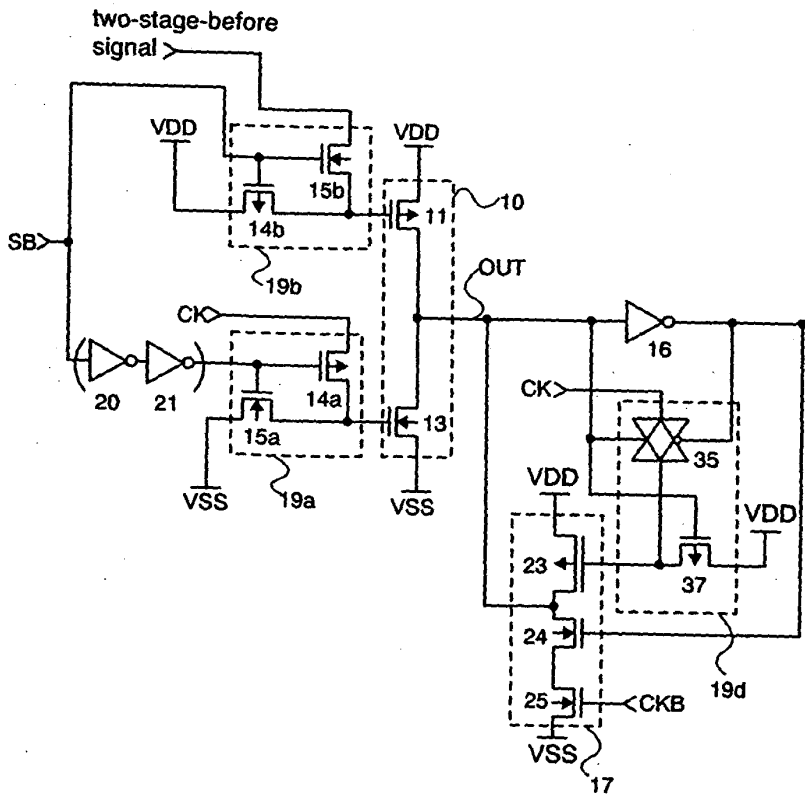 two-stage-before
signal
VDD
VDD
15b
11
10
14b
SB
19b
OUT
CK
16
14a
CK
20
21
13
35
15a
VDD
VSS
19a
VSS
VDD
23
37
24
19d
25
CKB
VSS
17